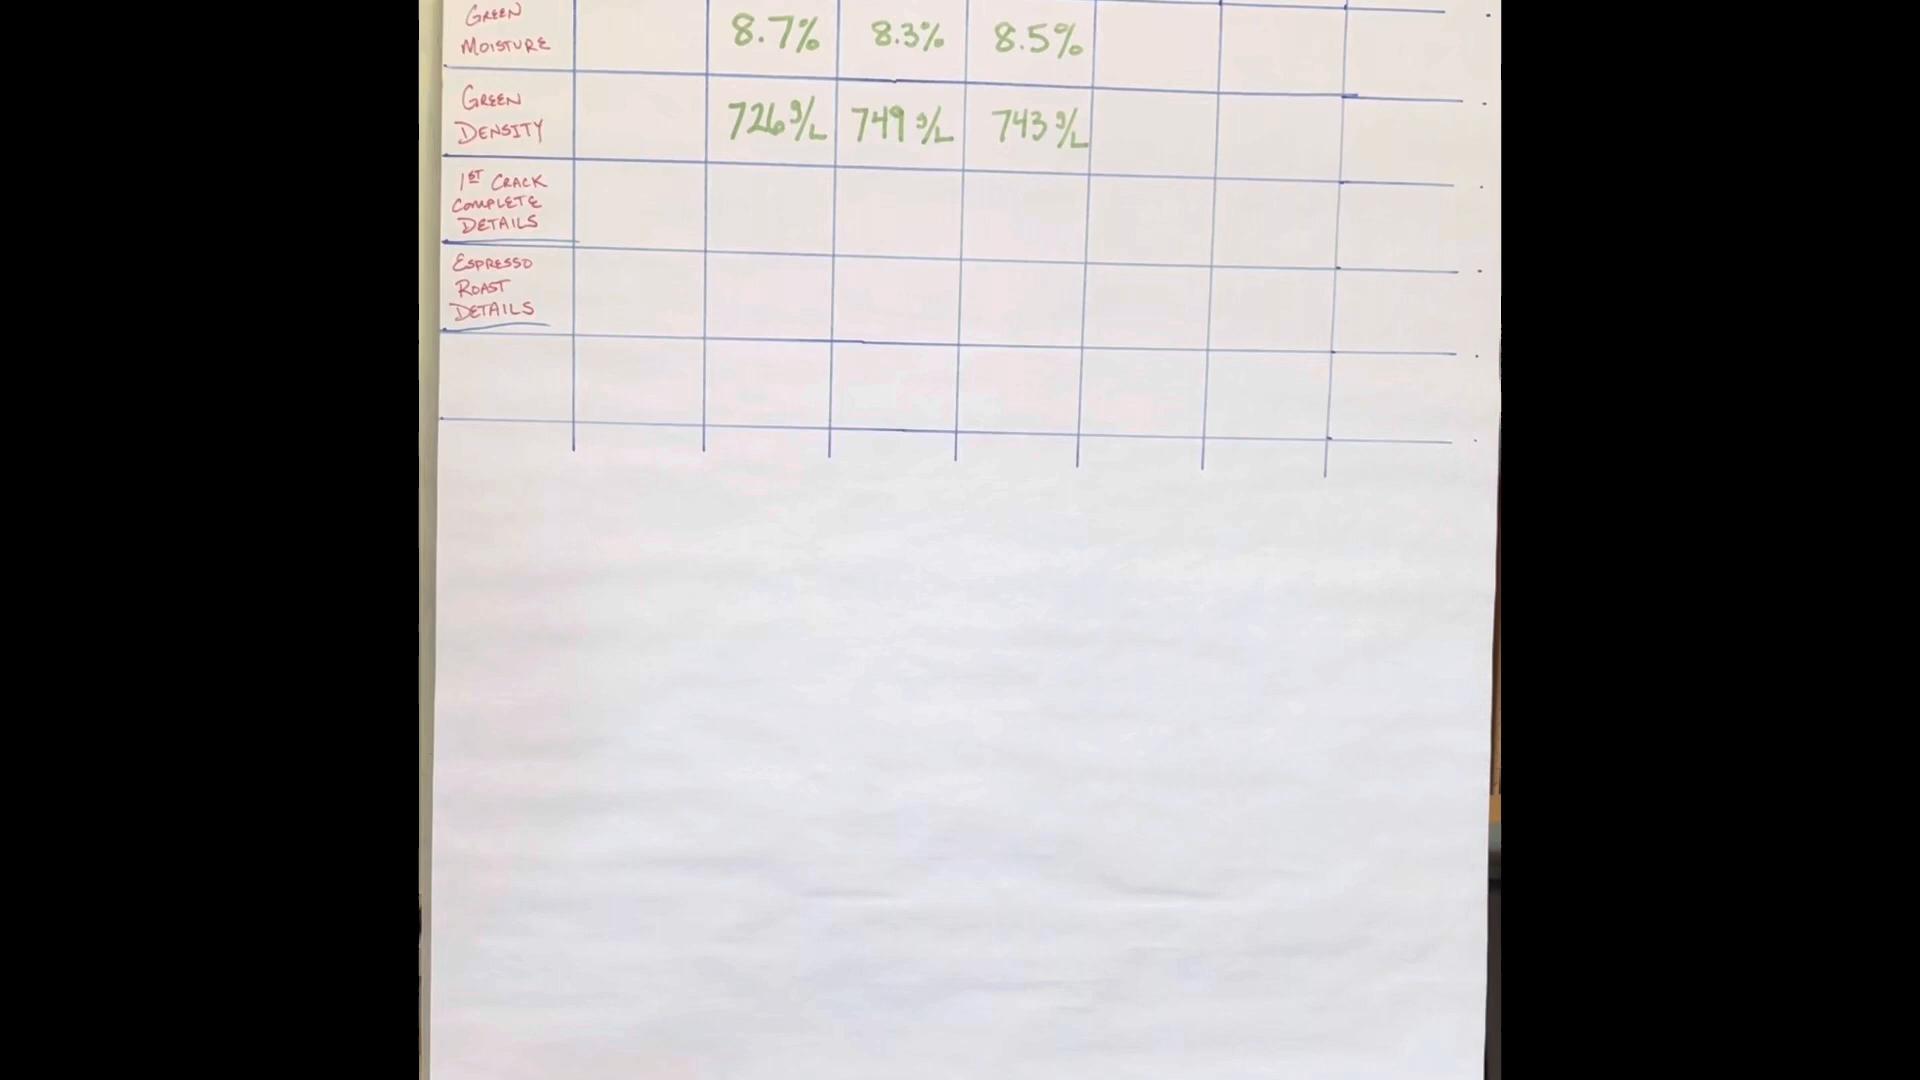 GREEN
MOISTURE
8.7% 8.3% 8.5%
GREEN
DENSITY
726 g/L 749 g/L 743 g/L
1ST CRACK
COMPLETE
DETAILS
ESPRESSO
ROAST
DETAILS